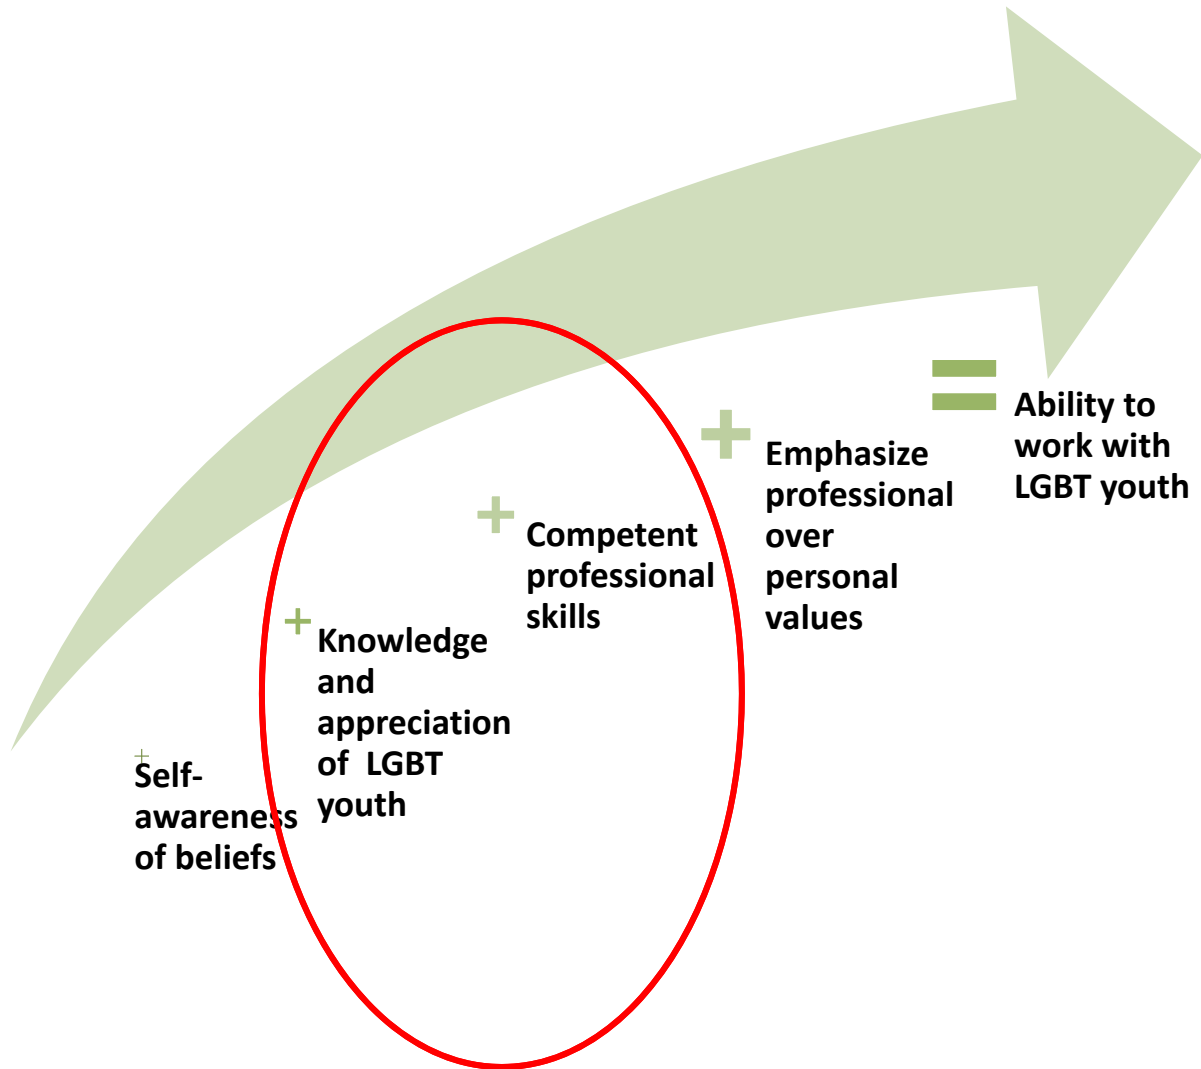 Self-
awareness
of beliefs
+
Knowledge
and
appreciation
of  LGBT
youth
+
Competent
professional
skills
+
Emphasize
professional
over
personal
values
=
Ability to
work with
LGBT youth